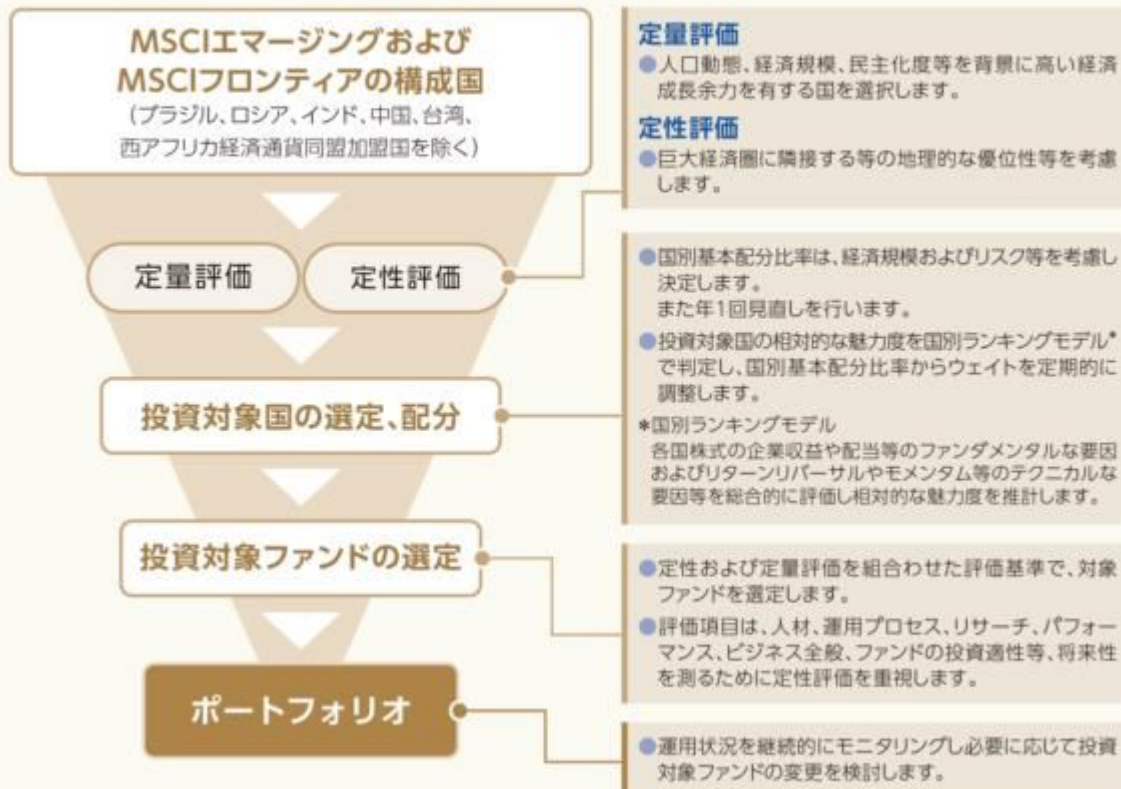 MSCIエマージングおよび
MSCIフロンティアの構成国
(ブラジル、ロシア、インド、中国、台湾、
西アフリカ経済通貨同盟加盟国を除く)
定量評価
●人口動態、経済規模、民主化度等を背景に高い経済
成長余力を有する国を選択します。
定性評価
●巨大経済圏に隣接する等の地理的な優位性等を考慮
します。
定量評価
定性評価
●国別基本配分比率は、経済規模およびリスク等を考慮し
決定します。
また年1回見直しを行います。
●投資対象国の相対的な魅力度を国別ランキングモデル*
で判定し、国別基本配分比率からウェイトを定期的に
調整します。
*国別ランキングモデル
各国株式の企業収益や配当等のファンダメンタルな要因
およびリターンリバーサルやモメンタム等のテクニカルな
要因等を総合的に評価し相対的な魅力度を推計します。
投資対象国の選定、配分
投資対象ファンドの選定
●定性および定量評価を組合わせた評価基準で、対象
ファンドを選定します。
●評価項目は、人材、運用プロセス、リサーチ、パフォー
マンス、ビジネス全般、ファンドの投資適性等、将来性
を測るために定性評価を重視します。
ポートフォリオ
●運用状況を継続的にモニタリングし必要に応じて投資
対象ファンドの変更を検討します。